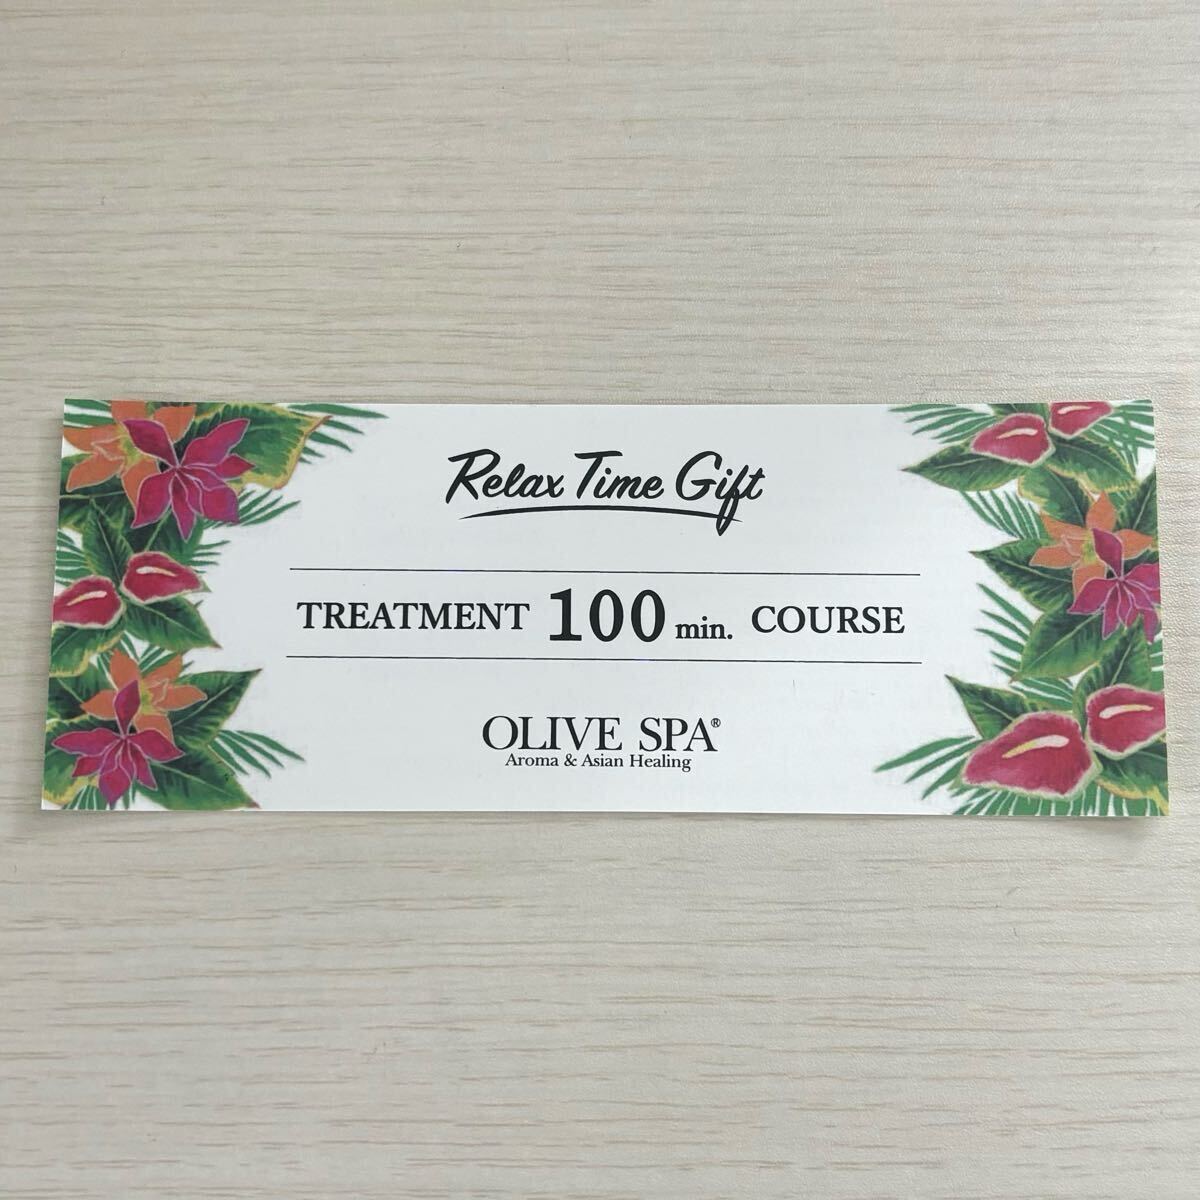 Relax Time Gift
TREATMENT 100 min. COURSE
OLIVE SPA®
Aroma & Asian Healing